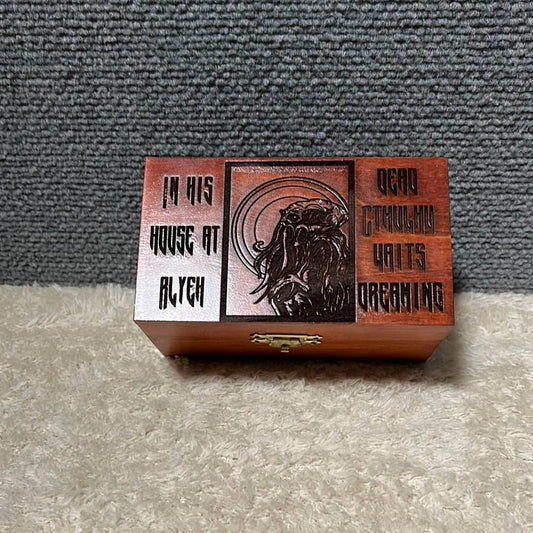 IN HIS
HOUSE AT
RLYEH
DEAD
CTHULHU
WAITS
DREAMING